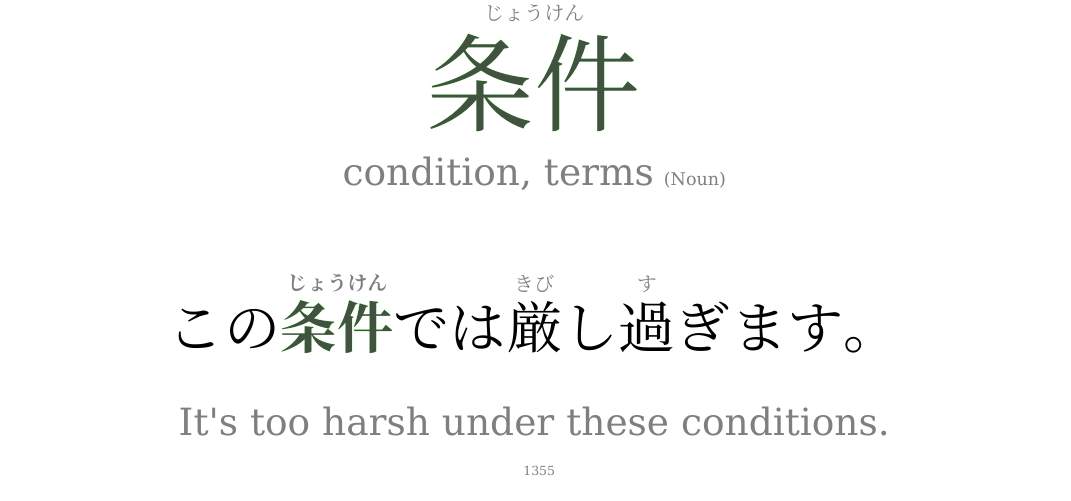 じょうけん
条件
condition, terms (Noun)
じょうけん きび す
この条件では厳し過ぎます。
It's too harsh under these conditions.
1355